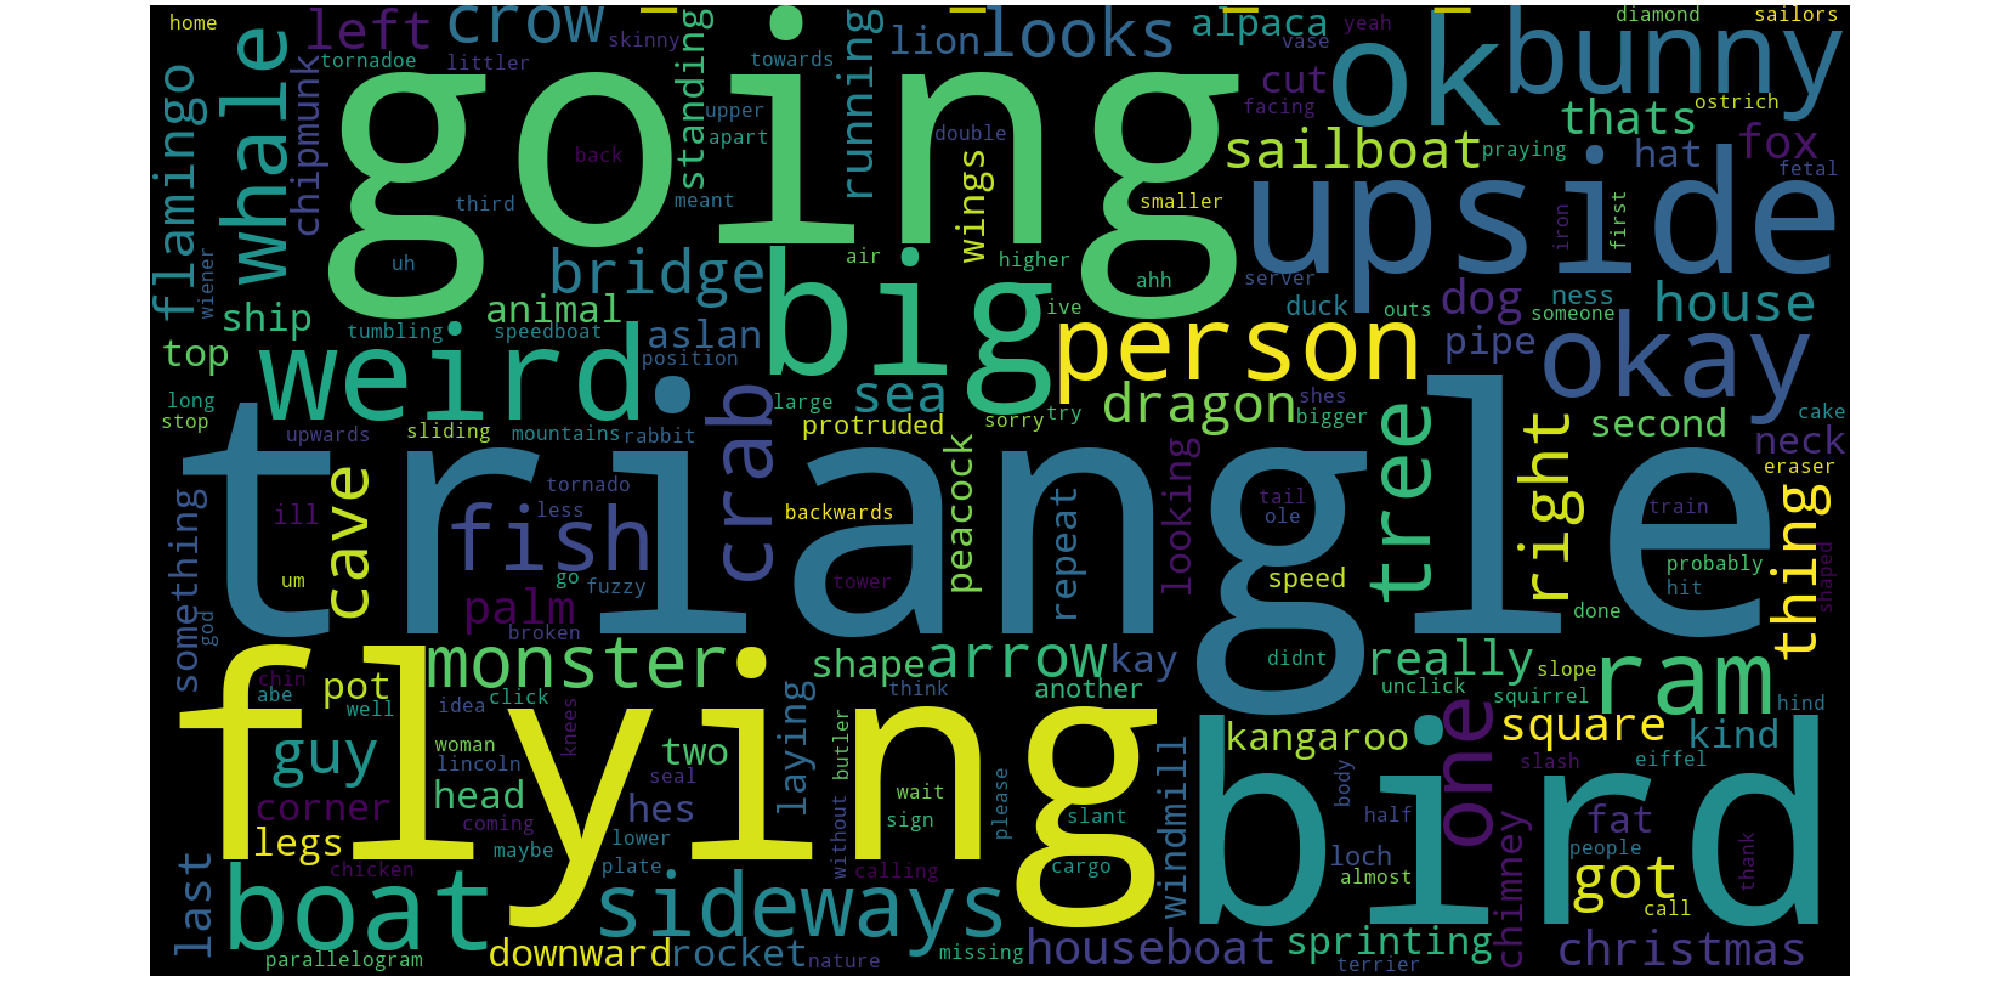 home
left
crow
skinny
_
_
looks
lion
alpaca
_
vase
yeah
_
diamond
sailors
tornadoe
littler
towards
cut
ok
bunny
facing
ostrich
flamingo
whale
chipmunk
going
standing
upper
apart
running
double
back
sailboat
praying
thats
hat
fox
fetal
third
meant
wings
smaller
upside
iron
first
uh
wiener
bridge
big
air
higher
ahh
server
ship
animal
ive
duck
outs
dog
ness
someone
house
tumbling
speedboat
aslan
position
person
pipe
okay
top
weird
long
stop
upwards
sliding
mountains
rabbit
sea
large
protruded
sorry
try
dragon
shes
bigger
tree
right
second
cake
neck
eraser
triangle
something
cave
ill
tornado
less
fish
crab
backwards
peacock
repeat
looking
tail
ole
train
thing
um
go
fuzzy
tower
speed
probably
hit
shaped
god
palm
broken
done
flying
monster
shape
arrow
kay
didnt
really
slope
ram
chin
abe
pot
well
idea
click
think
another
unclick
squirrel
hind
guy
woman
lincoln
knees
two
seal
laying
butler
without
kangaroo
one
square
kind
slash
eiffel
corner
head
hes
wait
sign
please
slant
windmill
bird
body
half
fat
people
thank
legs
coming
maybe
lower
plate
calling
cargo
loch
almost
chimney
got
call
last
chicken
boat
sideways
parallelogram
downward
rocket
nature
missing
houseboat
sprinting
terrier
christmas